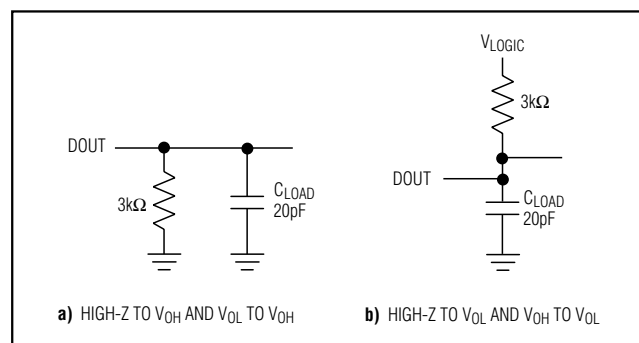 DOUT
3kΩ
CLOAD
20pF
a) HIGH-Z TO VOH AND VOL TO VOH
VLOGIC
3kΩ
DOUT
CLOAD
20pF
b) HIGH-Z TO VOL AND VOH TO VOL